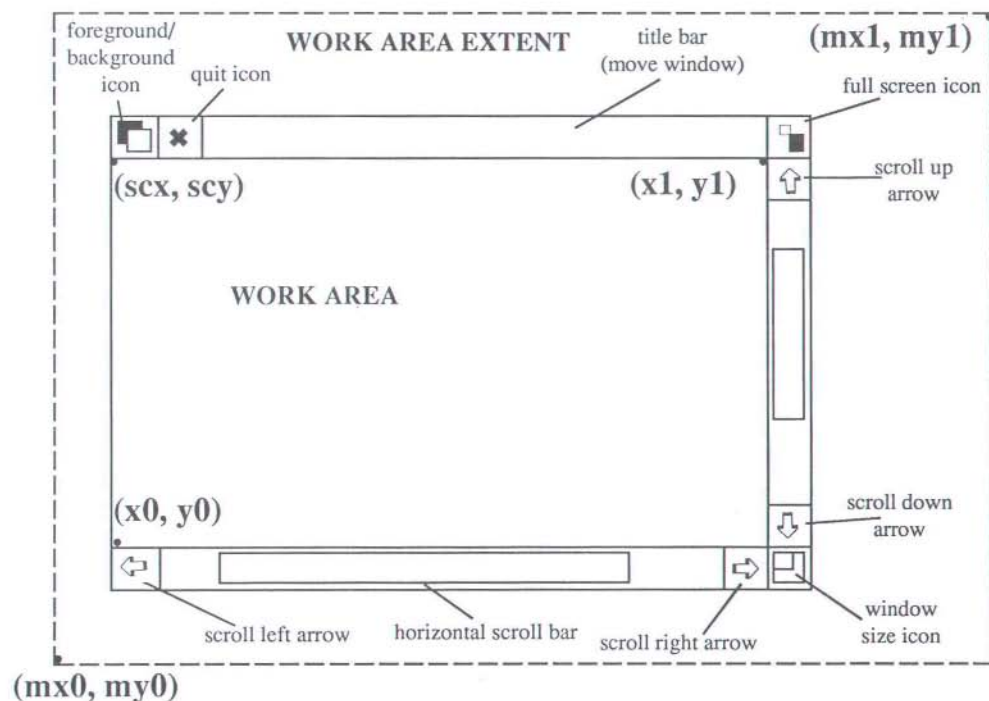 foreground/
background
icon
quit icon
WORK AREA EXTENT
title bar
(move window)
(mx1, my1)
full screen icon
(scx, scy)
(x1, y1)
scroll up
arrow
WORK AREA
(x0, y0)
scroll down
arrow
scroll left arrow
horizontal scroll bar
scroll right arrow
window
size icon
(mx0, my0)